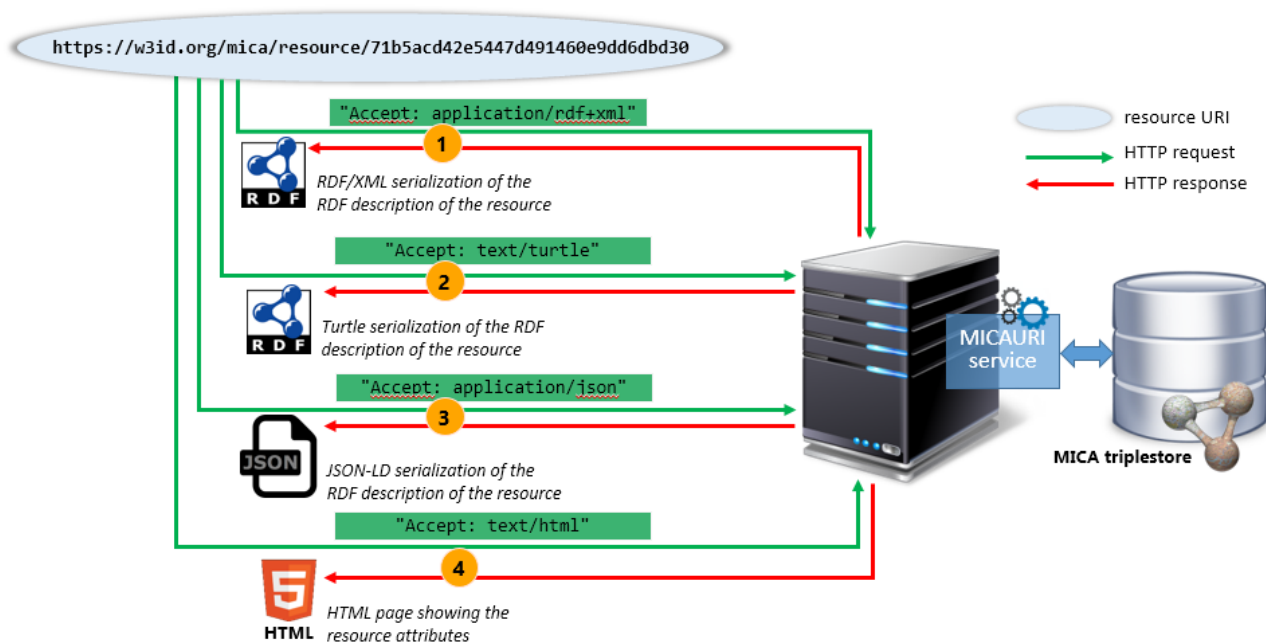 https://w3id.org/mica/resource/71b5acd42e5447d491460e9dd6dbd30
"Accept: application/rdf+xml"
1
RDF
RDF/XML serialization of the
RDF description of the resource
"Accept: text/turtle"
2
RDF
Turtle serialization of the RDF
description of the resource
"Accept: application/json"
3
JSON
JSON-LD serialization of the
RDF description of the resource
"Accept: text/html"
4
5
HTML
HTML page showing the
resource attributes
resource URI
HTTP request
HTTP response
MICAURI
service
MICA triplestore